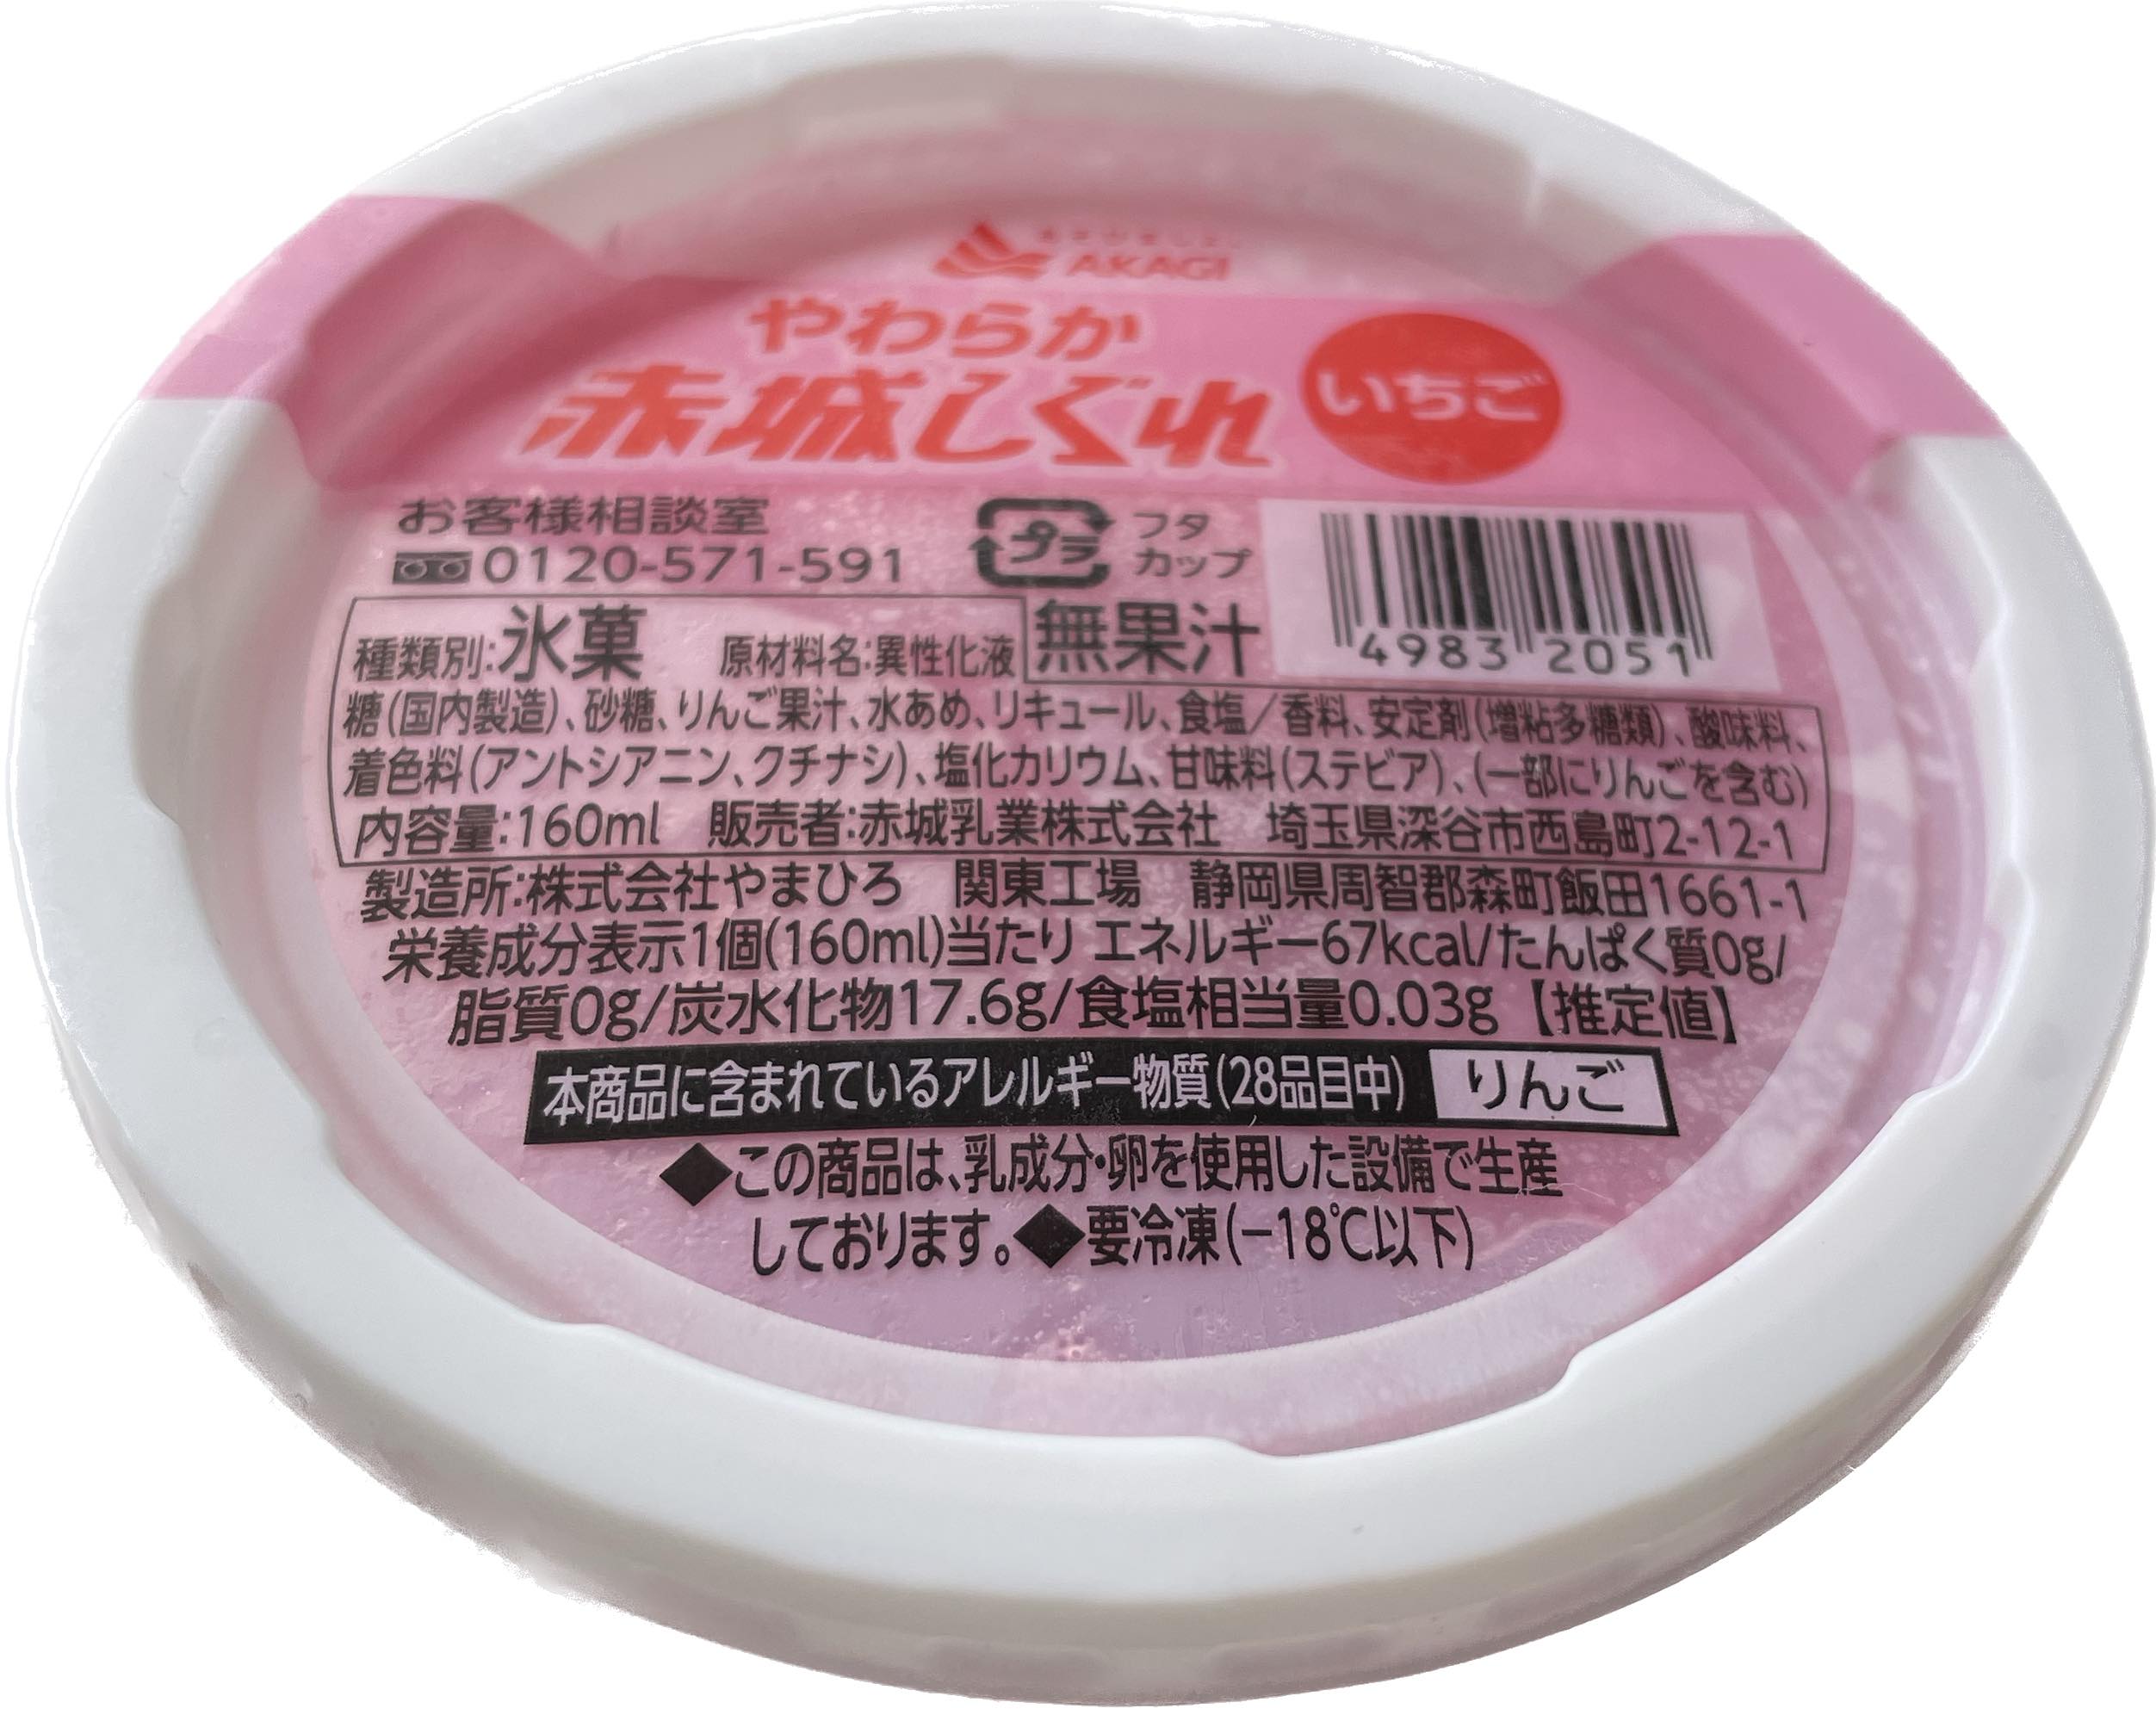 AKAGI
やわらか
赤城しぐれ
いちご
お客様相談室
0120-571-591
プラ
フタ
カップ
4983 2051
種類別:氷菓 原材料名:異性化液
無果汁
糖(国内製造)、砂糖、りんご果汁、水あめ、リキュール、食塩/香料、安定剤(増粘多糖類)、酸味料、
着色料(アントシアニン、クチナシ)、塩化カリウム、甘味料(ステビア)、(一部にりんごを含む)
内容量:160ml 販売者:赤城乳業株式会社 埼玉県深谷市西島町2-12-1
製造所:株式会社やまひろ 関東工場 静岡県周智郡森町飯田1661-1
栄養成分表示1個(160ml)当たり エネルギー67kcal/たんぱく質0g/
脂質0g/炭水化物17.6g/食塩相当量0.03g【推定値】
本商品に含まれているアレルギー物質(28品目中) りんご
◆この商品は、乳成分・卵を使用した設備で生産
しております。◆要冷凍(-18℃以下)